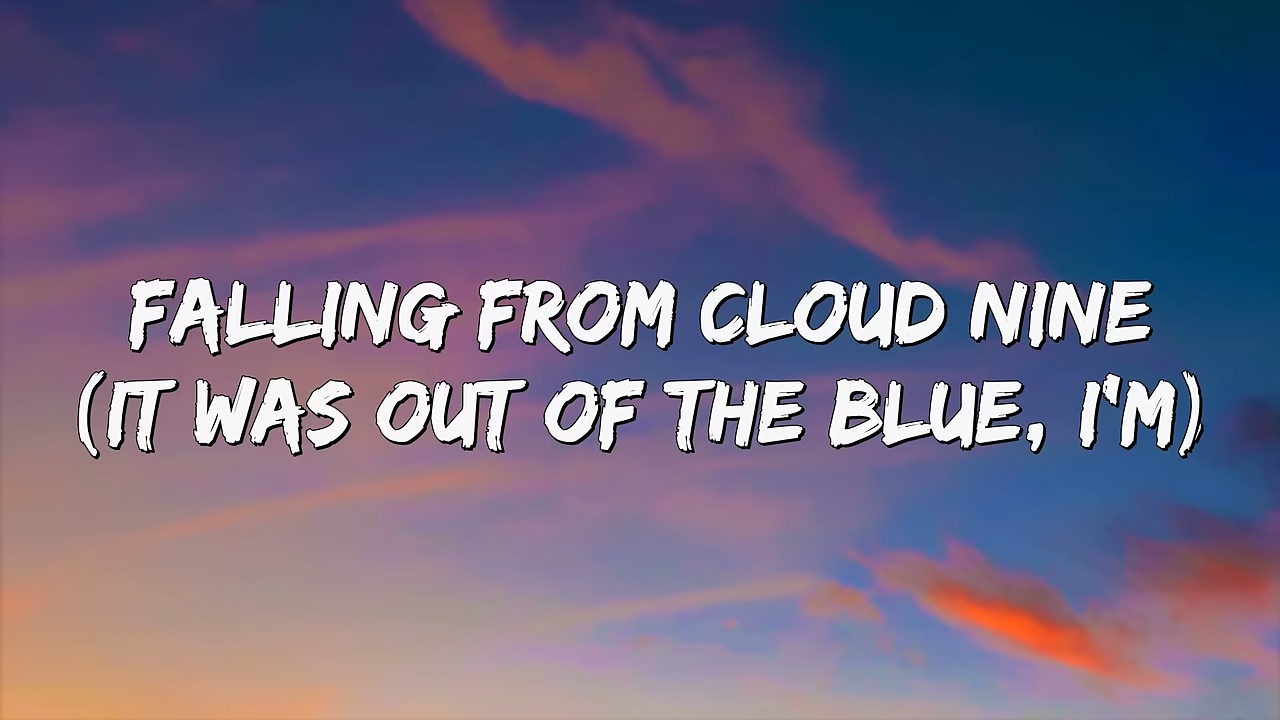 FALLING FROM CLOUD NINE
(IT WAS OUT OF THE BLUE, I'M)